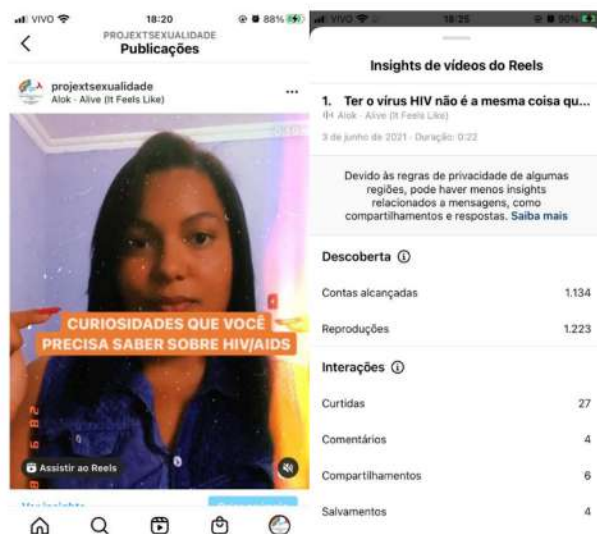 VIVO 18:20 88%
PROJEXTSEXUALIDADE
Publicações
projextsexualidade
Alok - Alive (It Feels Like)
CURIOSIDADES QUE VOCÊ
PRECISA SABER SOBRE HIV/AIDS
Assistir ao Reels
VIVO 18:25 90%
Insights de vídeos do Reels
1. Ter o vírus HIV não é a mesma coisa qu...
Alok - Alive (It Feels Like)
3 de junho de 2021 · Duração: 0:22
Devido às regras de privacidade de algumas
regiões, pode haver menos insights
relacionados a mensagens, como
compartilhamentos e respostas. Saiba mais
Descoberta
Contas alcançadas 1.134
Reproduções 1.223
Interações
Curtidas 27
Comentários 4
Compartilhamentos 6
Salvamentos 4